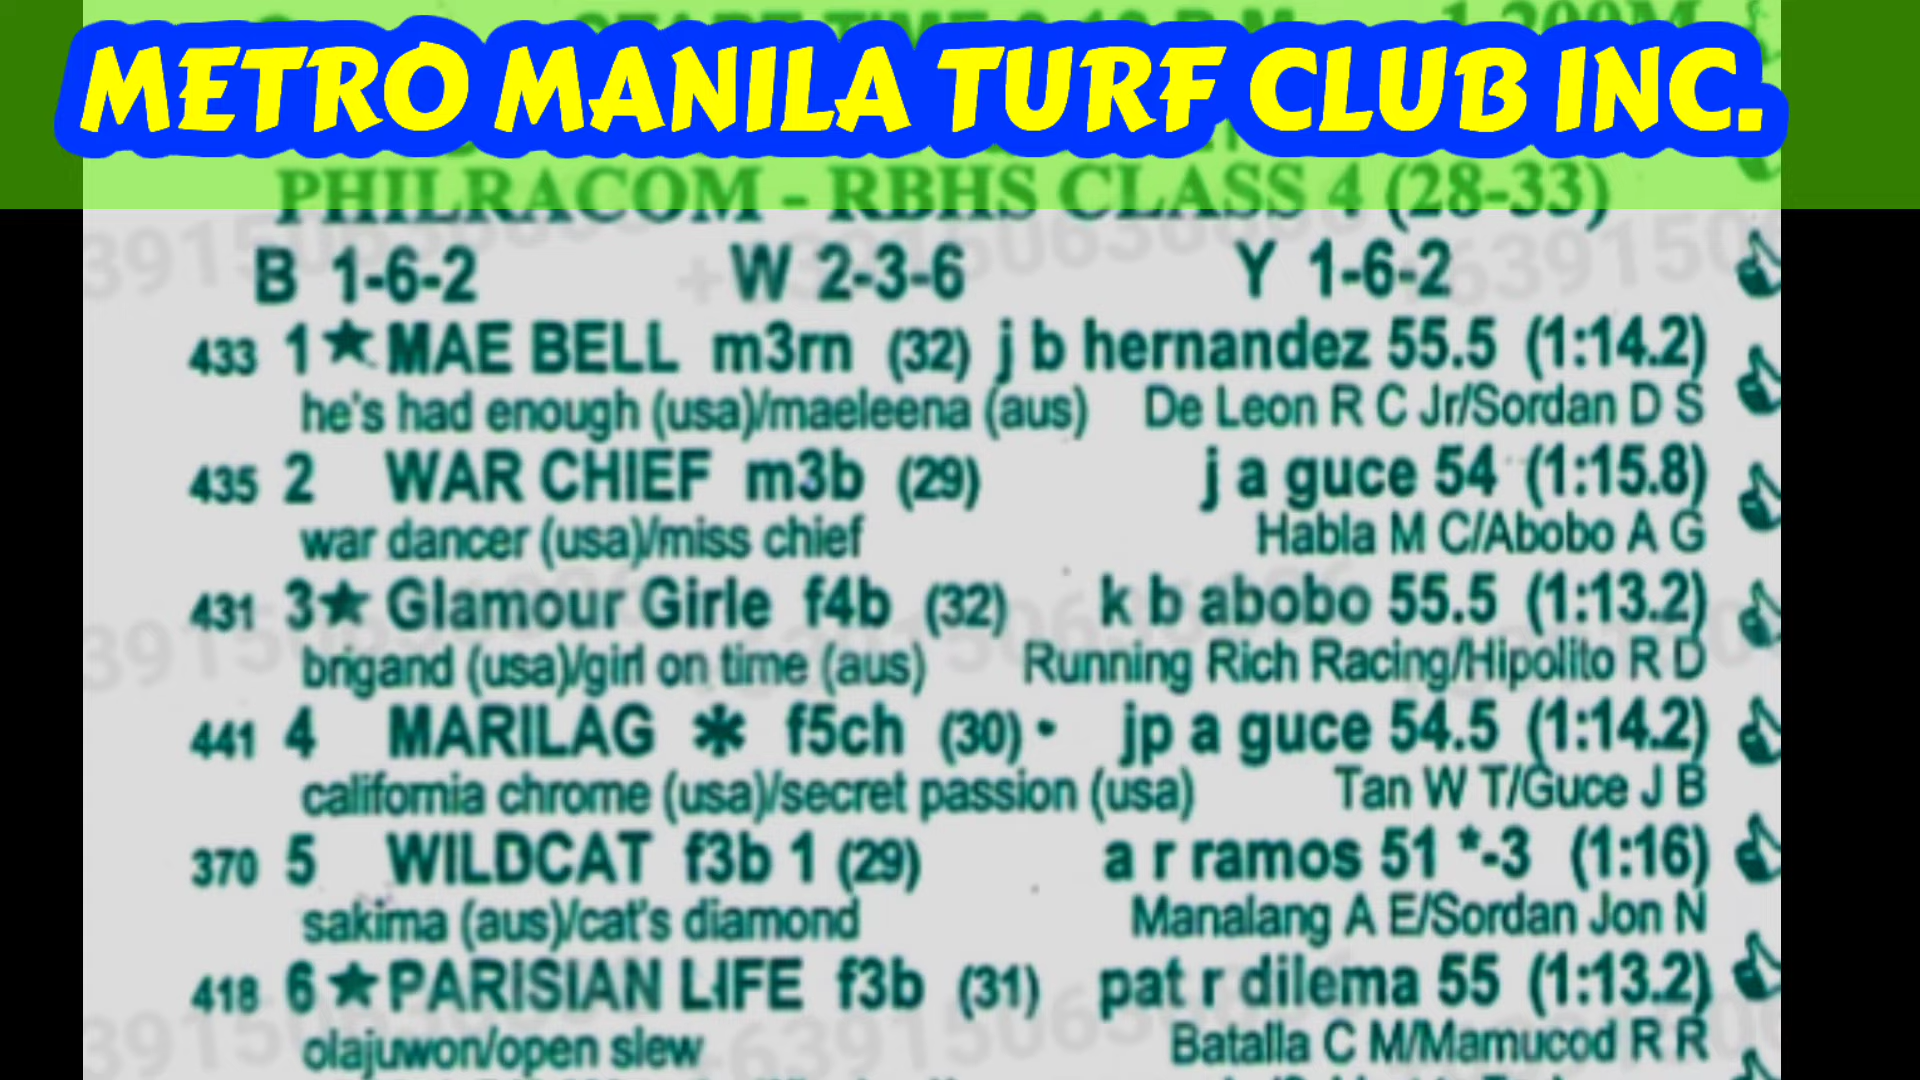 START TIME
METRO MANILA TURF CLUB INC.
PHILRACOM - RBHS CLASS 4 (28-33)
B 1-6-2 W 2-3-6 Y 1-6-2
433 1★ MAE BELL m3rn (32) j b hernandez 55.5 (1:14.2)
he's had enough (usa)/maeleena (aus) De Leon R C Jr/Sordan D S
435 2 WAR CHIEF m3b (29) j a guce 54 (1:15.8)
war dancer (usa)/miss chief Habla M C/Abobo A G
431 3★ Glamour Girle f4b (32) k b abobo 55.5 (1:13.2)
brigand (usa)/girl on time (aus) Running Rich Racing/Hipolito R D
441 4 MARILAG ✱ f5ch (30) • jp a guce 54.5 (1:14.2)
california chrome (usa)/secret passion (usa) Tan W T/Guce J B
370 5 WILDCAT f3b 1 (29) a r ramos 51 *-3 (1:16)
sakima (aus)/cat's diamond Manalang A E/Sordan Jon N
418 6★ PARISIAN LIFE f3b (31) pat r dilema 55 (1:13.2)
olajuwon/open slew Batalla C M/Mamucod R R